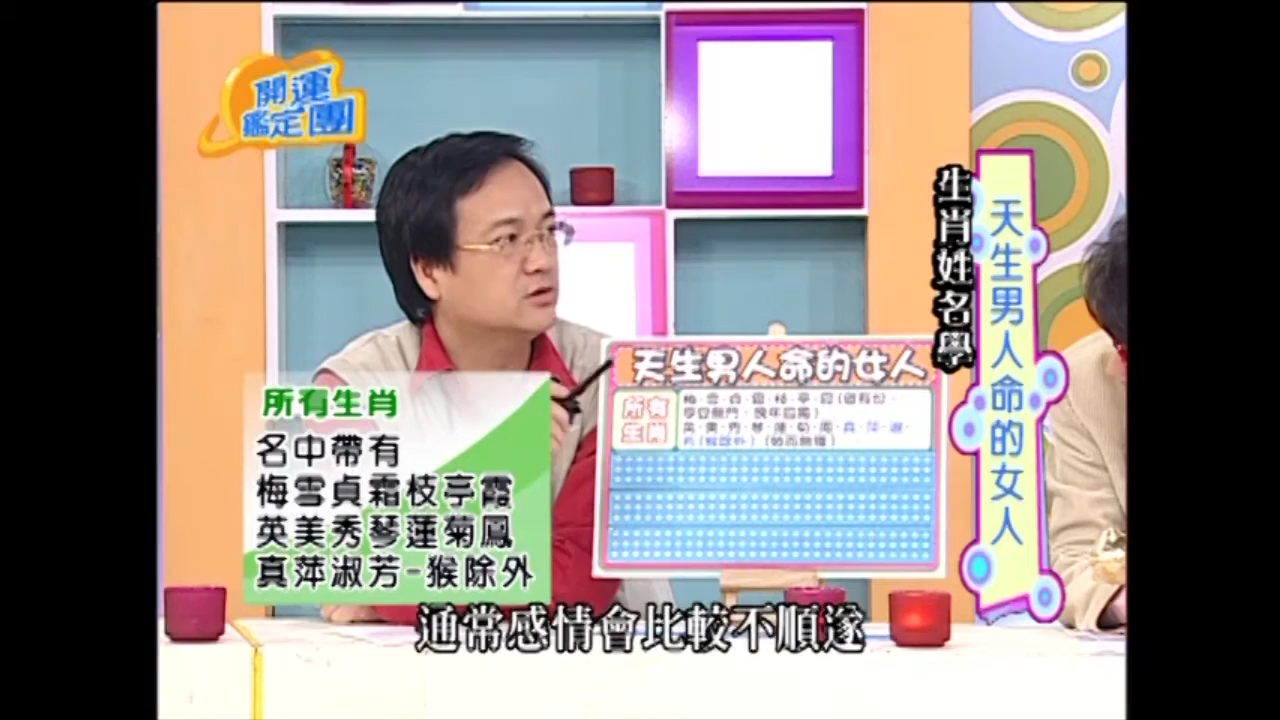 開運
鑑定團
生肖姓名學
天生男人命的女人
天生男人命的女人
所有
生肖
所有生肖
名中帶有
梅雪貞霜枝亭霞
英美秀琴蓮菊鳳
真萍淑芳-猴除外
通常感情會比較不順遂